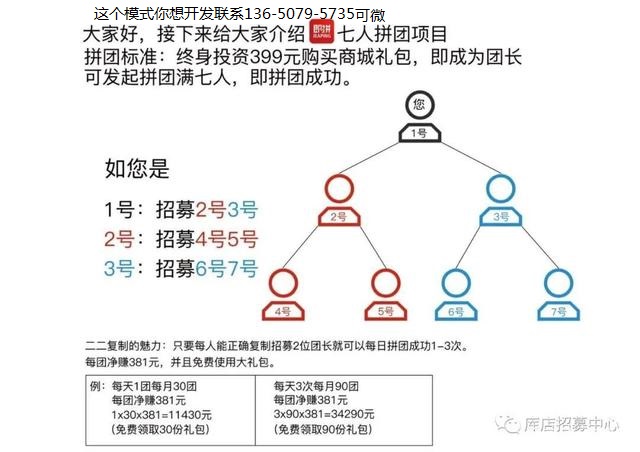 这个模式你想开发联系136-5079-5735可微
大家好，接下来给大家介绍 即拼 JIEAPING 七人拼团项目
拼团标准：终身投资399元购买商城礼包，即成为团长
可发起拼团满七人，即拼团成功。
您
1号
如您是
1号：招募2号3号
2号：招募4号5号
3号：招募6号7号
2号
3号
4号
5号
6号
7号
二二复制的魅力：只要每人能正确复制招募2位团长就可以每日拼团成功1-3次。
每团净赚381元，并且免费使用大礼包。
例：每天1团每月30团
每团净赚381元
1x30x381=11430元
(免费领取30份礼包)
每天3次每月90团
每团净赚381元
3x90x381=34290元
(免费领取90份礼包)
库店招募中心